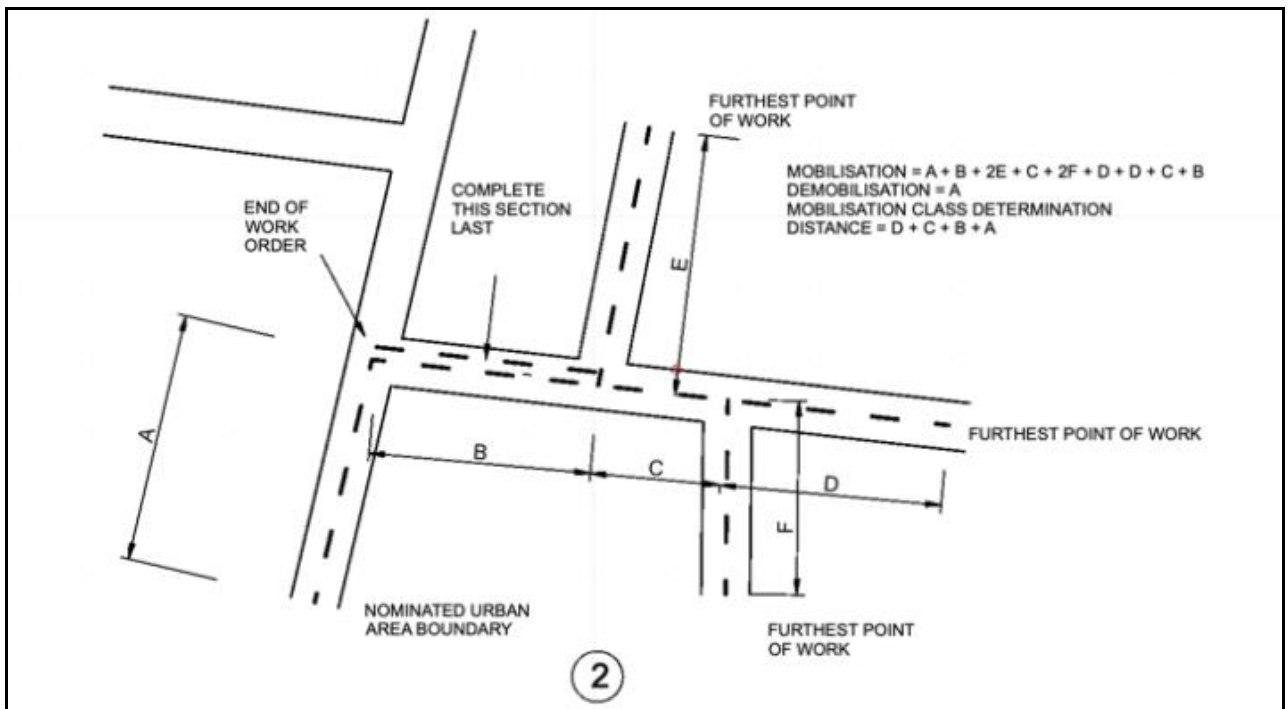 FURTHEST POINT
OF WORK
MOBILISATION = A + B + 2E + C + 2F + D + D + C + B
DEMOBILISATION = A
MOBILISATION CLASS DETERMINATION
DISTANCE = D + C + B + A
COMPLETE
THIS SECTION
LAST
END OF
WORK
ORDER
E
A
B
C
D
F
FURTHEST POINT OF WORK
NOMINATED URBAN
AREA BOUNDARY
FURTHEST POINT
OF WORK
2